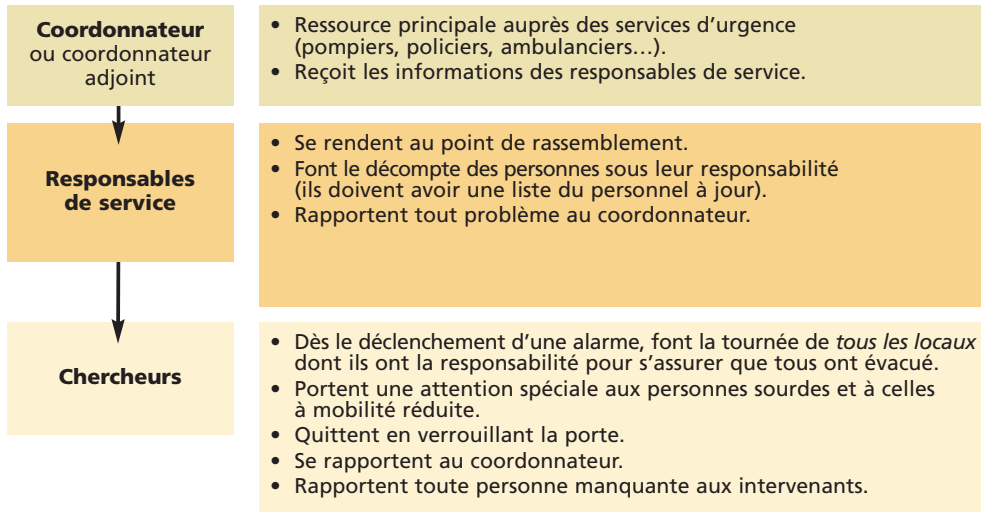 Coordonnateur
ou coordonnateur
adjoint
• Ressource principale auprès des services d'urgence
(pompiers, policiers, ambulanciers…).
• Reçoit les informations des responsables de service.
Responsables
de service
• Se rendent au point de rassemblement.
• Font le décompte des personnes sous leur responsabilité
(ils doivent avoir une liste du personnel à jour).
• Rapportent tout problème au coordonnateur.
Chercheurs
• Dès le déclenchement d'une alarme, font la tournée de tous les locaux
dont ils ont la responsabilité pour s'assurer que tous ont évacué.
• Portent une attention spéciale aux personnes sourdes et à celles
à mobilité réduite.
• Quittent en verrouillant la porte.
• Se rapportent au coordonnateur.
• Rapportent toute personne manquante aux intervenants.